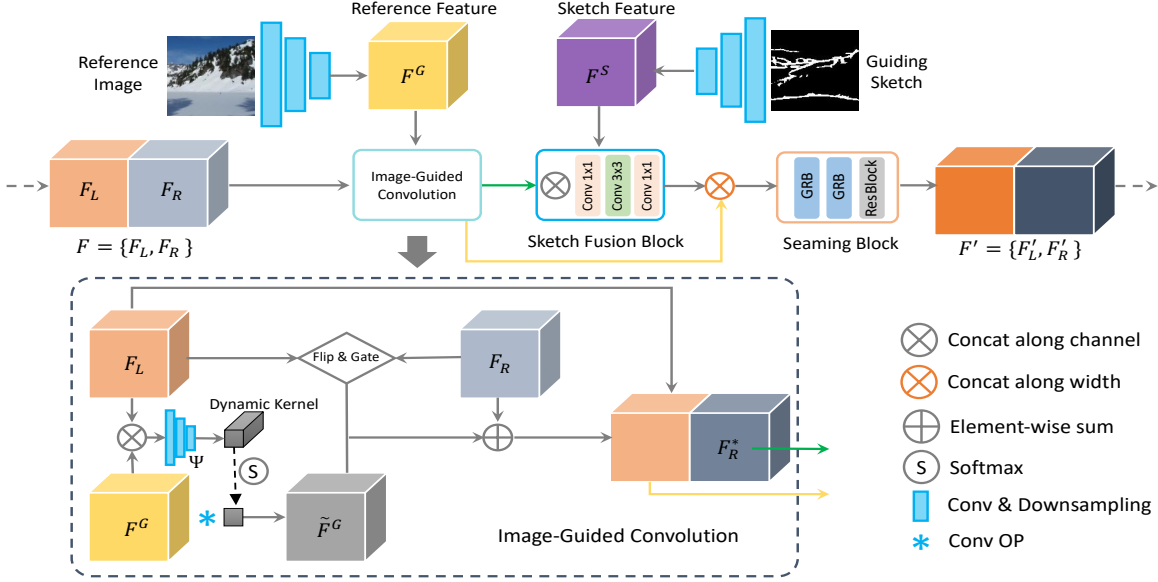 Reference Feature
Sketch Feature
Reference
Image
F^G
F^S
Guiding
Sketch
F_L
F_R
Image-Guided
Convolution
Conv 1x1
Conv 3x3
Conv 1x1
GRB
GRB
ResBlock
F = {F_L, F_R }
Sketch Fusion Block
Seaming Block
F′ = {F′_L, F′_R }
F_L
Flip & Gate
F_R
Dynamic Kernel
Ψ
S
F^G
F̃^G
F_R^*
Image-Guided Convolution
Concat along channel
Concat along width
Element-wise sum
S
Softmax
Conv & Downsampling
* Conv OP